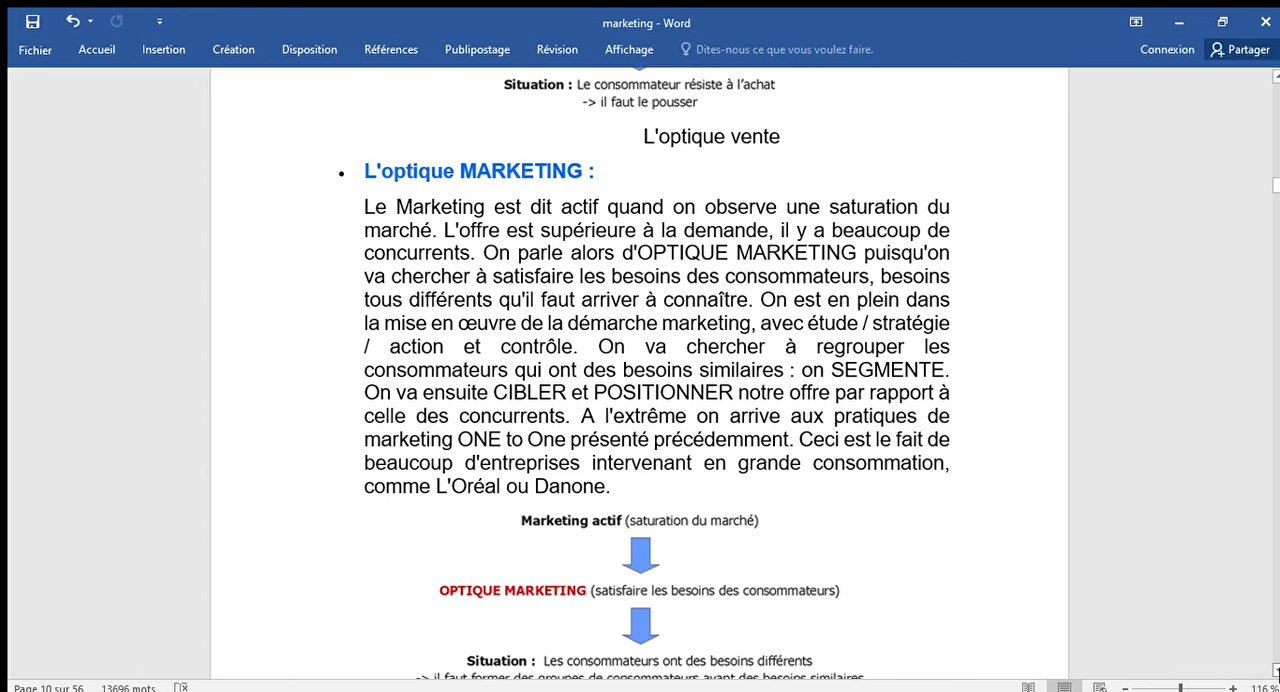 marketing - Word
Fichier Accueil Insertion Création Disposition Références Publipostage Révision Affichage Dites-nous ce que vous voulez faire. Connexion Partager
Situation : Le consommateur résiste à l'achat
-> il faut le pousser
L'optique vente
• L'optique MARKETING :
Le Marketing est dit actif quand on observe une saturation du
marché. L'offre est supérieure à la demande, il y a beaucoup de
concurrents. On parle alors d'OPTIQUE MARKETING puisqu'on
va chercher à satisfaire les besoins des consommateurs, besoins
tous différents qu'il faut arriver à connaître. On est en plein dans
la mise en œuvre de la démarche marketing, avec étude / stratégie
/ action et contrôle. On va chercher à regrouper les
consommateurs qui ont des besoins similaires : on SEGMENTE.
On va ensuite CIBLER et POSITIONNER notre offre par rapport à
celle des concurrents. A l'extrême on arrive aux pratiques de
marketing ONE to One présenté précédemment. Ceci est le fait de
beaucoup d'entreprises intervenant en grande consommation,
comme L'Oréal ou Danone.
Marketing actif (saturation du marché)
OPTIQUE MARKETING (satisfaire les besoins des consommateurs)
Situation : Les consommateurs ont des besoins différents
-> il faut former des groupes de consommateurs ayant des besoins similaires
Page 10 sur 56 13696 mots 116 %